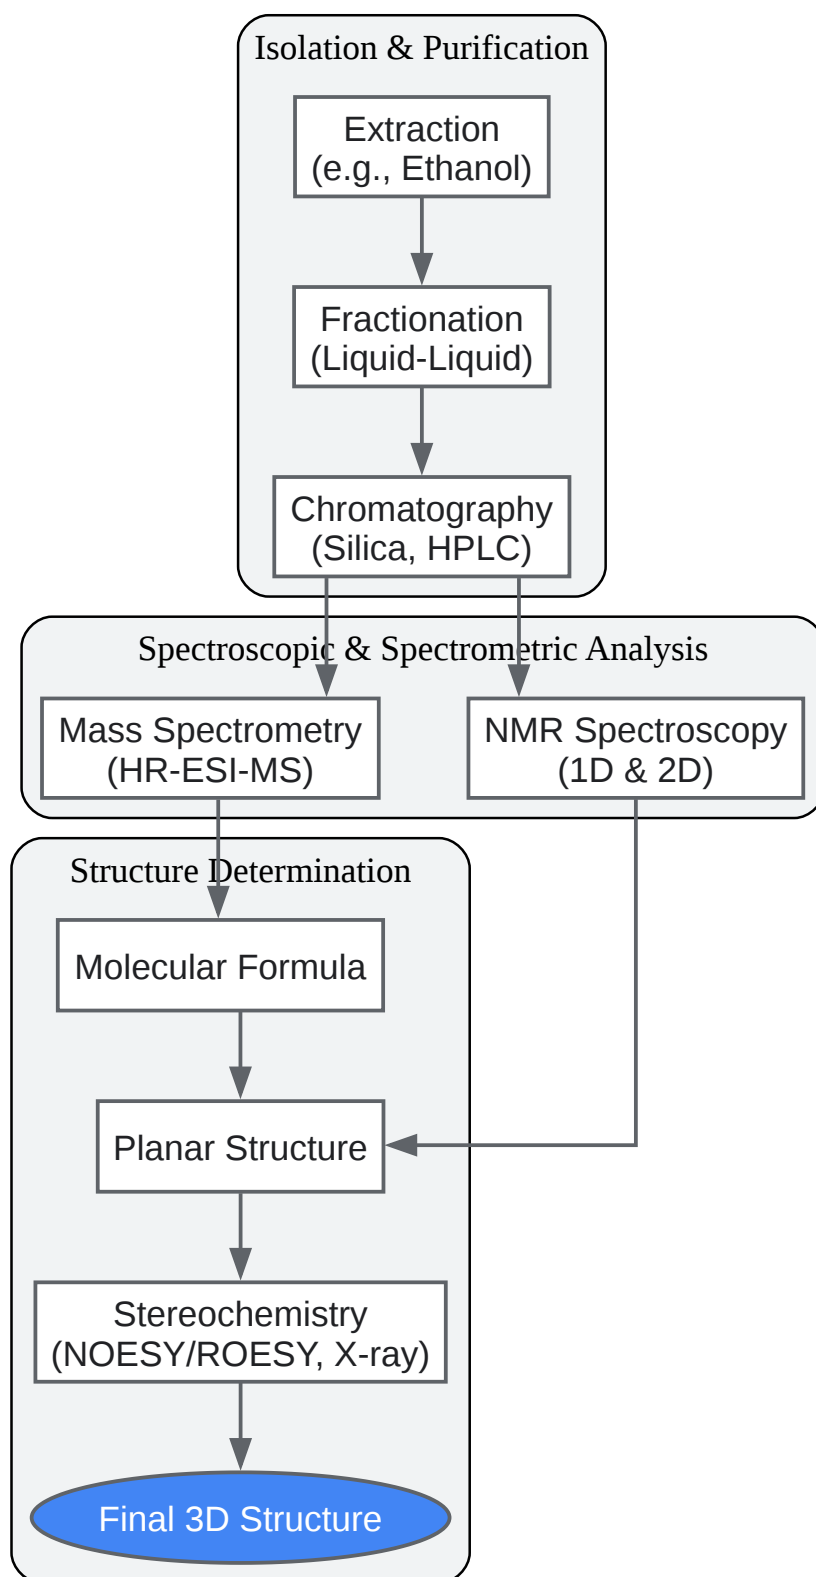 Isolation & Purification
Extraction
(e.g., Ethanol)
Fractionation
(Liquid-Liquid)
Chromatography
(Silica, HPLC)
Spectroscopic & Spectrometric Analysis
Mass Spectrometry
(HR-ESI-MS)
NMR Spectroscopy
(1D & 2D)
Structure Determination
Molecular Formula
Planar Structure
Stereochemistry
(NOESY/ROESY, X-ray)
Final 3D Structure